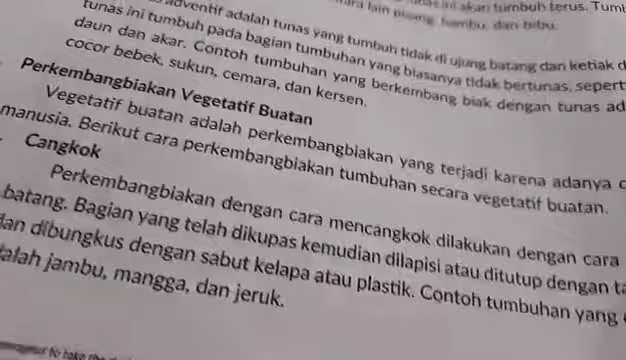 lain pisang, bambu, dan tebu.
akan tumbuh terus.
adventif adalah tunas yang tumbuh tidak di ujung batang dan ketiak
tunas ini tumbuh pada bagian tumbuhan yang biasanya tidak bertunas, sepert
daun dan akar. Contoh tumbuhan yang berkembang biak dengan tunas ad
cocor bebek, sukun, cemara, dan kersen.
Perkembangbiakan Vegetatif Buatan
Vegetatif buatan adalah perkembangbiakan yang terjadi karena adanya
manusia. Berikut cara perkembangbiakan tumbuhan secara vegetatif buatan.
Cangkok
Perkembangbiakan dengan cara mencangkok dilakukan dengan cara
batang. Bagian yang telah dikupas kemudian dilapisi atau ditutup dengan ta
dan dibungkus dengan sabut kelapa atau plastik. Contoh tumbuhan yang
alah jambu, mangga, dan jeruk.